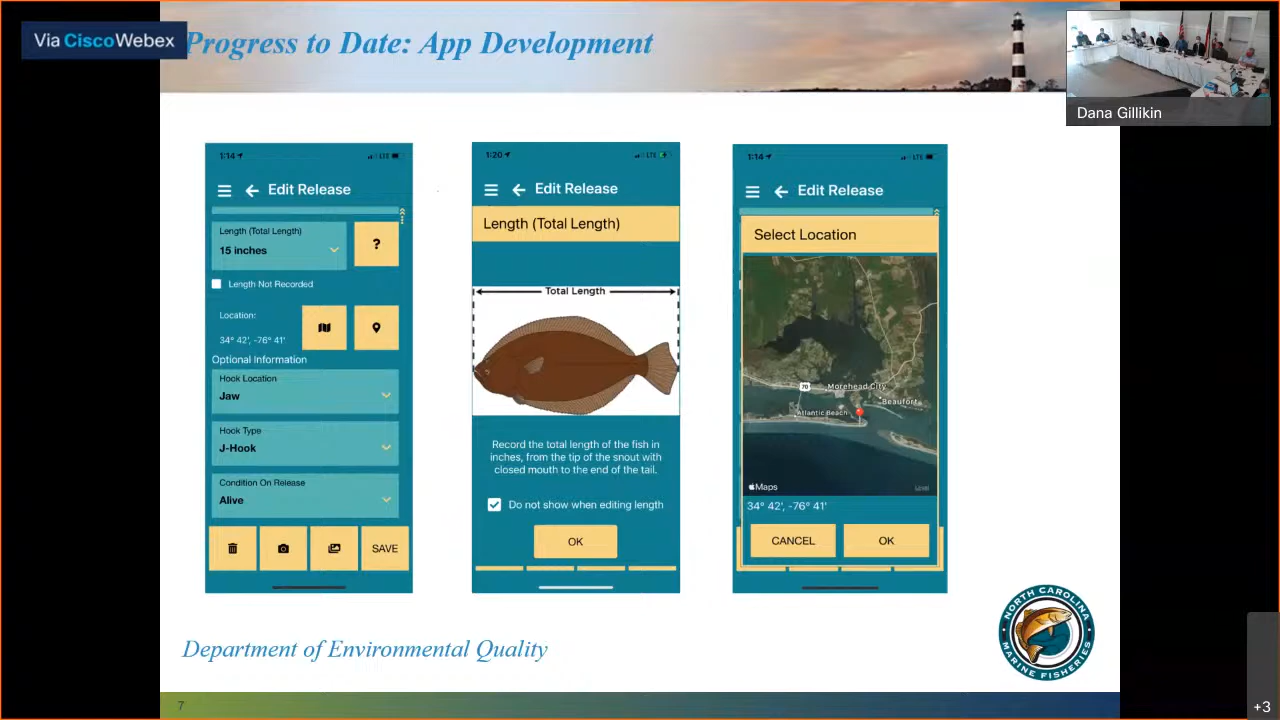 Via CiscoWebex
Progress to Date: App Development
Dana Gillikin
1:14
LTE
Edit Release
Length (Total Length)
15 inches
?
Length Not Recorded
Location:
34° 42', -76° 41'
Optional Information
Hook Location
Jaw
Hook Type
J-Hook
Condition On Release
Alive
SAVE
1:20
LTE
Edit Release
Length (Total Length)
Total Length
Record the total length of the fish in
inches, from the tip of the snout with
closed mouth to the end of the tail.
Do not show when editing length
OK
1:14
LTE
Edit Release
Select Location
70
Morehead City
Beaufort
Atlantic Beach
Maps
Legal
34° 42', -76° 41'
CANCEL
OK
NORTH CAROLINA
MARINE FISHERIES
Department of Environmental Quality
7
+3